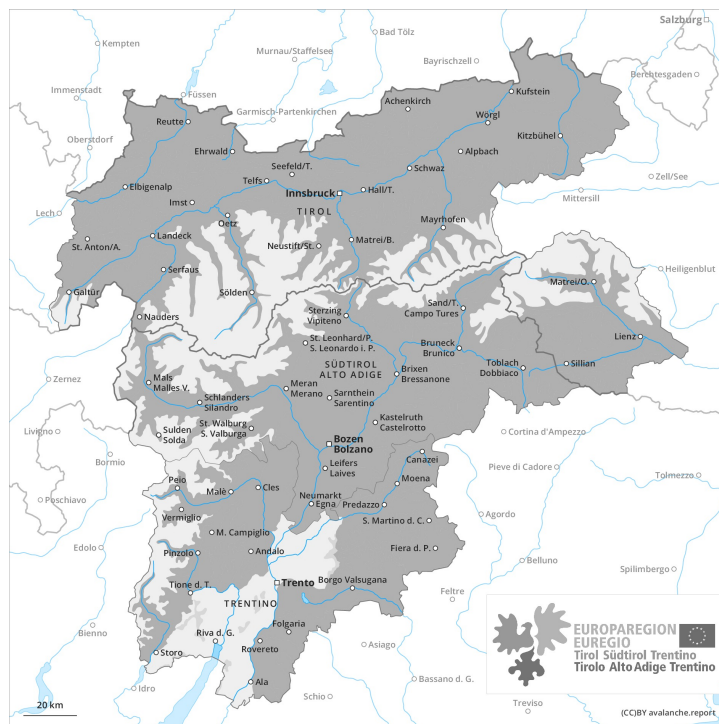 Salzburg
Bad Tölz
Kempten
Murnau/Staffelsee
Bayrischzell
Berchtesgaden
Immenstadt
Füssen
Kufstein
Achenkirch
Garmisch-Partenkirchen
Wörgl
Reutte
Kitzbühel
Oberstdorf
Ehrwald
Alpbach
Seefeld/T.
Schwaz
Zell/See
Telfs
Elbigenalp
Innsbruck
Hall/T.
Mittersill
Imst
TIROL
Lech
Oetz
Mayrhofen
Landeck
Matrei/B.
St. Anton/A.
Neustift/St.
Serfaus
Heiligenblut
Matrei/O.
Galtür
Sölden
Sand/T.
Campo Tures
Nauders
Sterzing
Vipiteno
Lienz
St. Leonhard/P.
S. Leonardo i. P.
Bruneck
Brunico
SÜDTIROL
ALTO ADIGE
Toblach
Dobbiaco
Sillian
Brixen
Bressanone
Zernez
Mals
Malles V.
Meran
Merano
Sarnthein
Sarentino
Schlanders
Silandro
St. Walburg
S. Valburga
Kastelruth
Castelrotto
Livigno
Sulden
Solda
Cortina d'Ampezzo
Bozen
Bolzano
Bormio
Canazei
Leifers
Laives
Pieve di Cadore
Tolmezzo
Peio
Moena
Malè
Cles
Neumarkt
Egna
Predazzo
Poschiavo
Vermiglio
Agordo
S. Martino d. C.
M. Campiglio
Edolo
Pinzolo
Andalo
Fiera d. P.
Belluno
Spilimbergo
Tione d. T.
Trento
Borgo Valsugana
Feltre
TRENTINO
Folgaria
Bienno
Riva d. G.
Rovereto
Asiago
Storo
Ala
Bassano d. G.
Idro
Schio
Treviso
EUROPAREGION
EUREGIO
Tirol Südtirol Trentino
Tirolo Alto Adige Trentino
20 km
(CC)BY avalanche.report